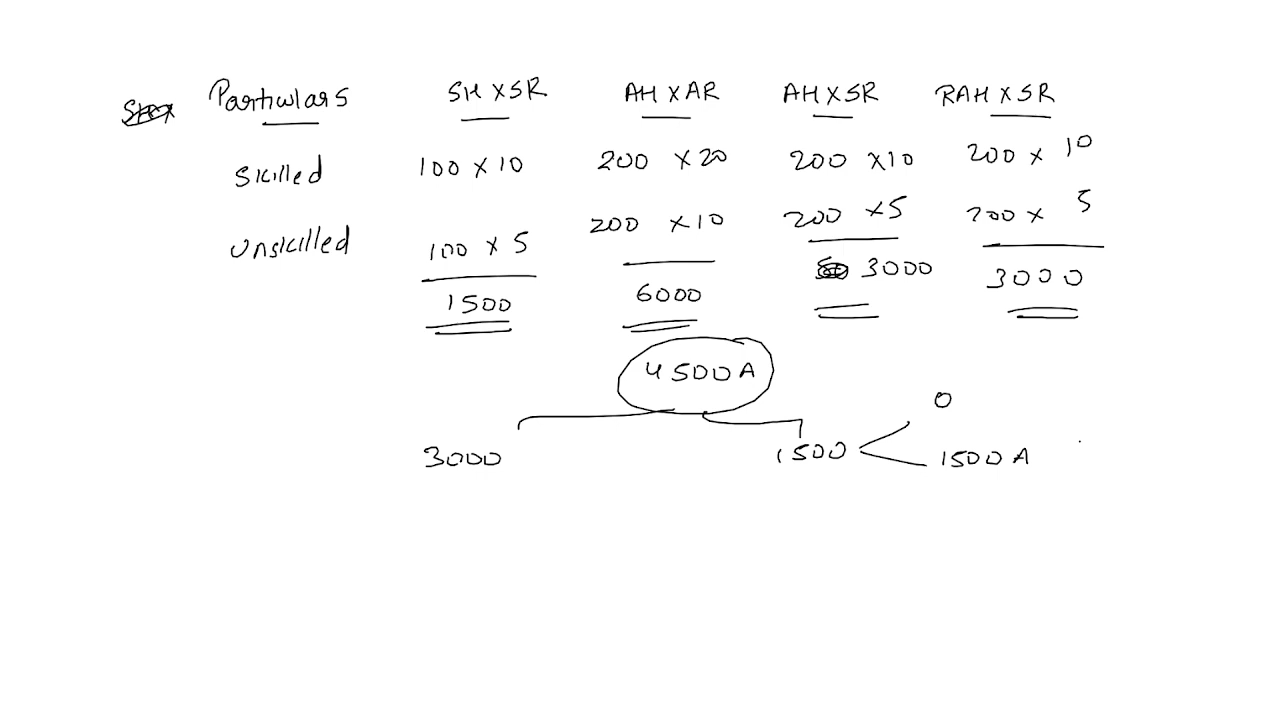 Particulars SH X SR AH X AR AH X SR RAH X SR
Skilled 100 X 10 200 X 20 200 X 10 200 X 10
Unskilled 100 X 5 200 X 10 200 X 5 200 X 5
1500 6000 3000 3000
4500 A
0
3000 1500 1500 A